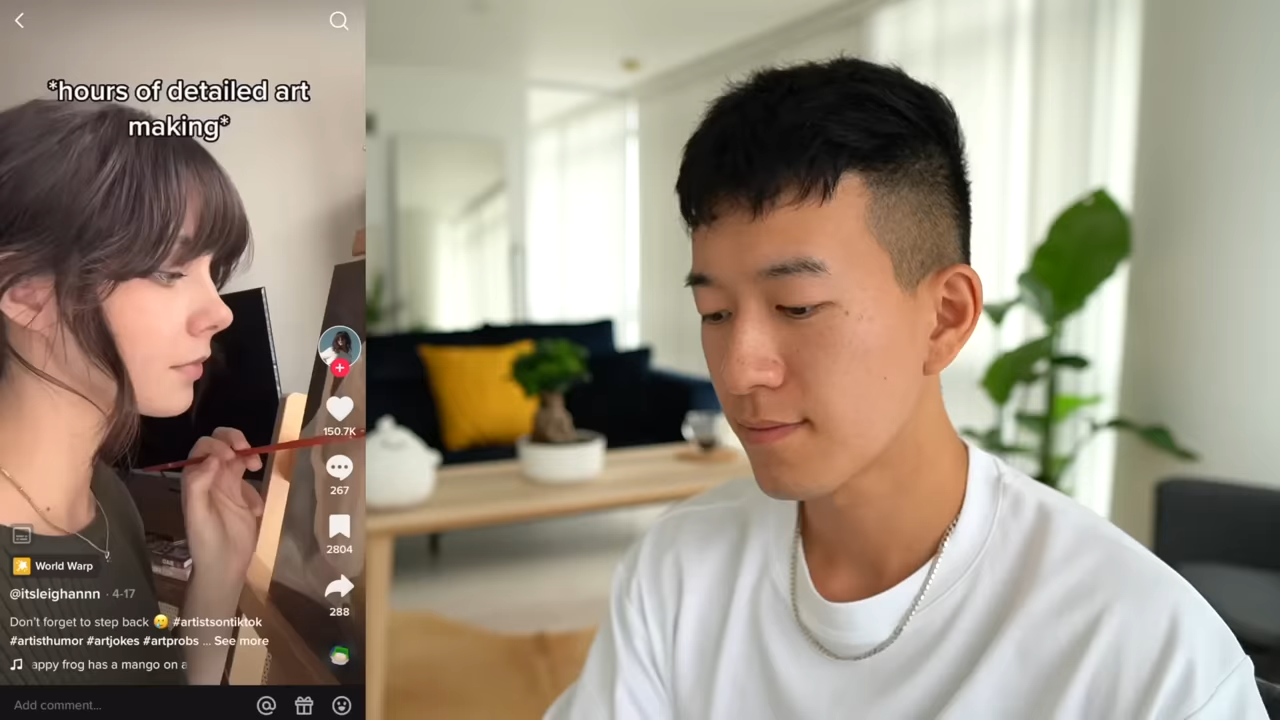 *hours of detailed art
making*
150.7K
267
2804
288
World Warp
@itsleighannn · 4-17
Don't forget to step back 🥲 #artistsontiktok
#artisthumor #artjokes #artprobs ... See more
appy frog has a mango on a
Add comment...